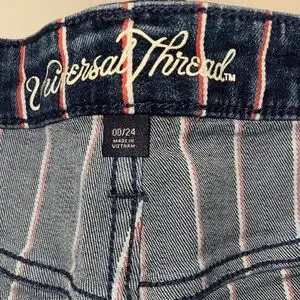 Universal Thread™
00/24
MADE IN
VIETNAM